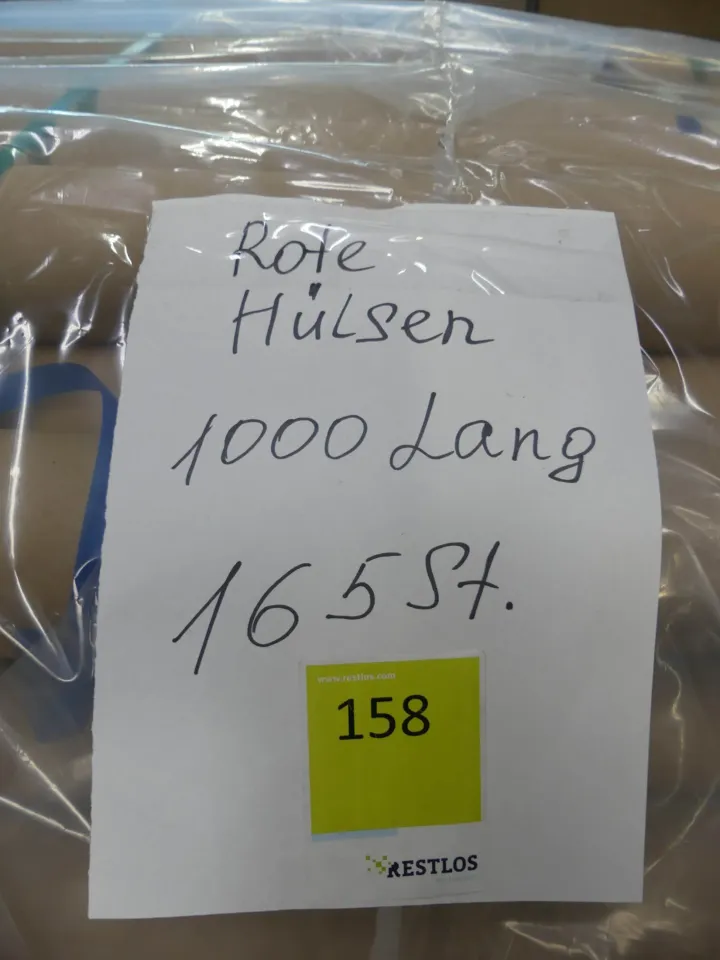 Rote
Hülsen
1000 Lang
165 St.
www.restlos.com
158
RESTLOS